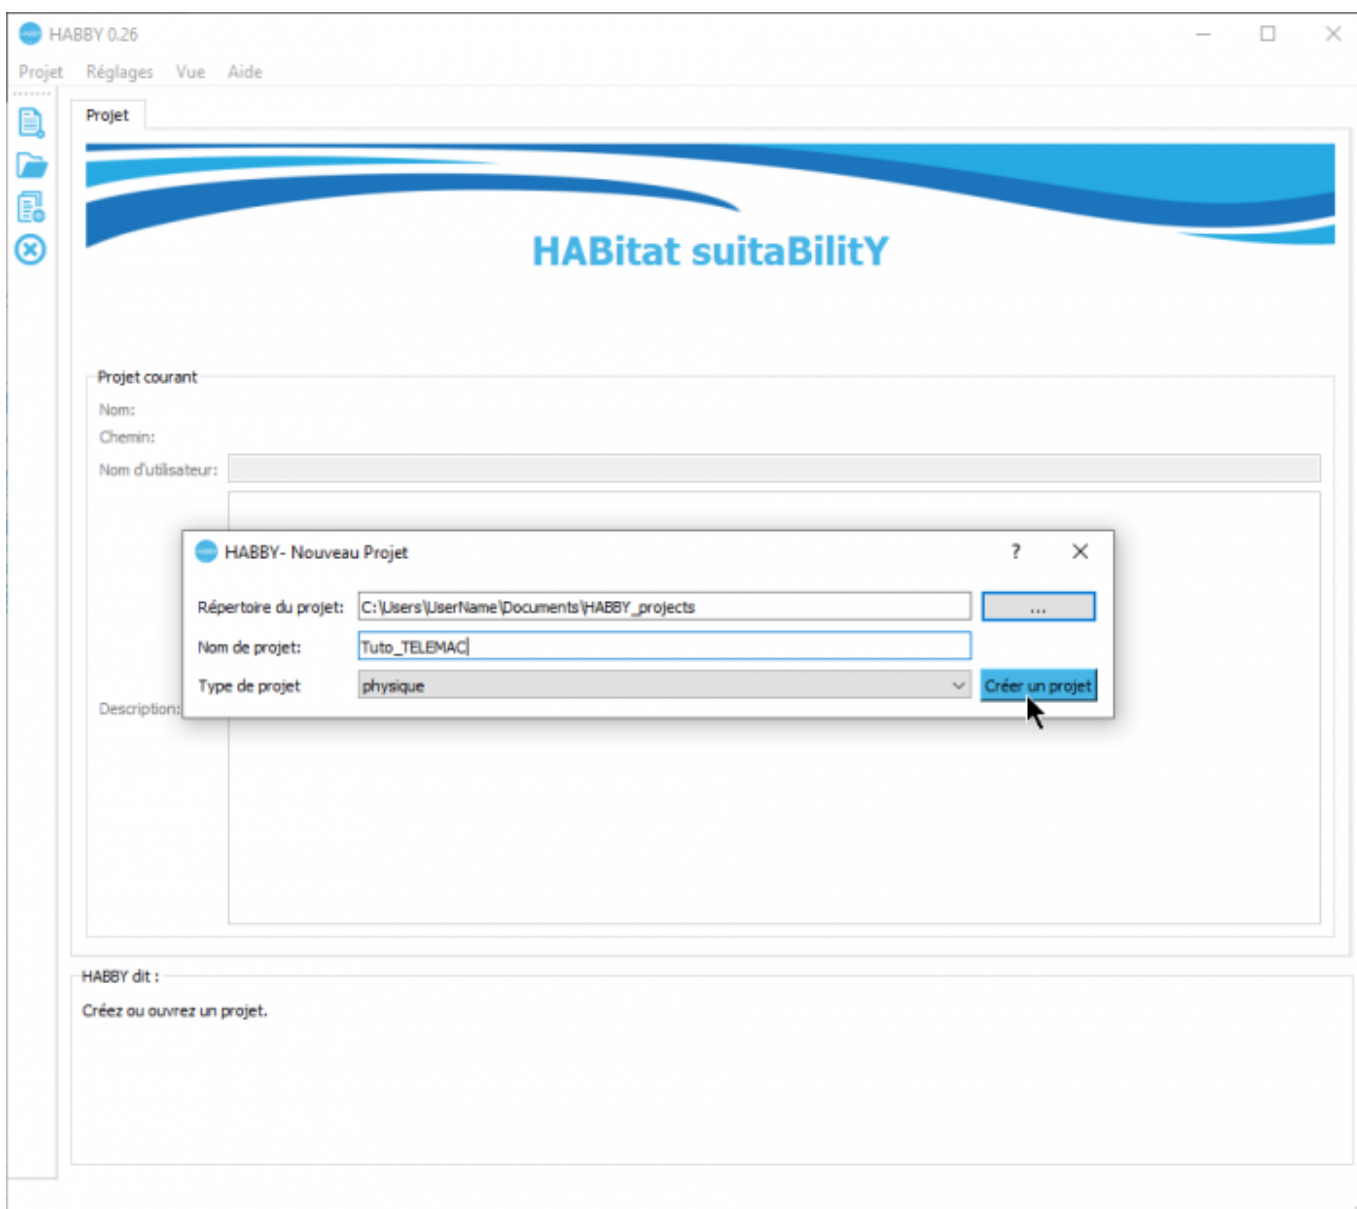 HABBY 0.26
Projet Réglages Vue Aide
Projet
HABitat suitaBilitY
Projet courant
Nom:
Chemin:
Nom d'utilisateur:
HABBY- Nouveau Projet
Répertoire du projet: C:\Users\UserName\Documents\HABBY_projects ...
Nom de projet: Tuto_TELEMAC
Type de projet physique Créer un projet
Description:
HABBY dit :
Créez ou ouvrez un projet.